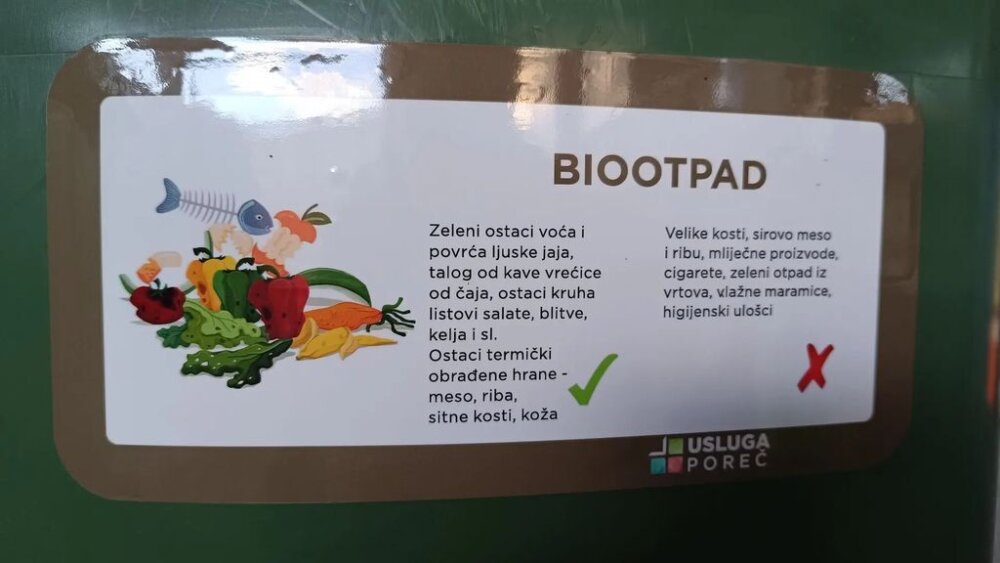 BIOOTPAD
Zeleni ostaci voća i
povrća ljuske jaja,
talog od kave vrećice
od čaja, ostaci kruha
listovi salate, blitve,
kelja i sl.
Ostaci termički
obrađene hrane -
meso, riba,
sitne kosti, koža
Velike kosti, sirovo meso
i ribu, mliječne proizvode,
cigarete, zeleni otpad iz
vrtova, vlažne maramice,
higijenski ulošci
USLUGA
POREČ